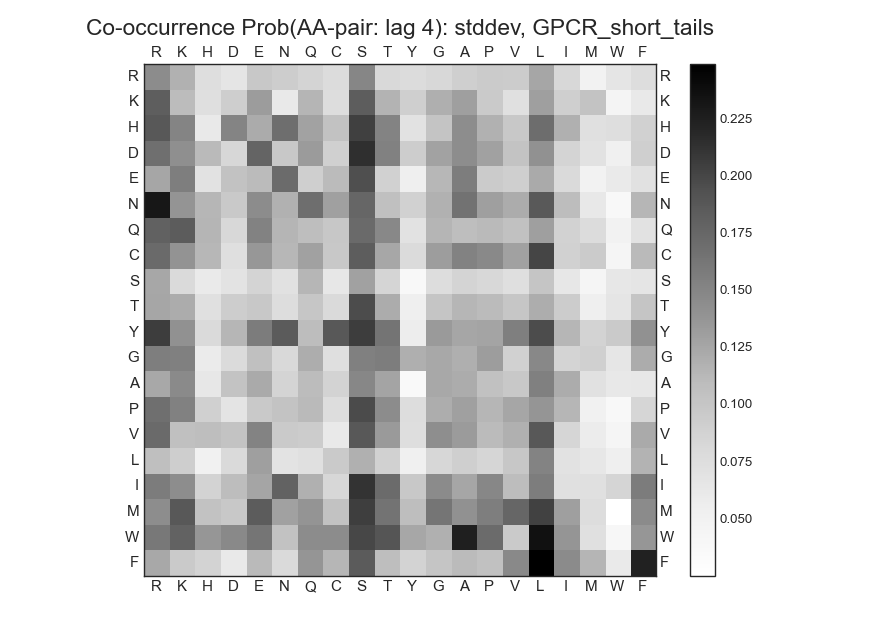 Co-occurrence Prob(AA-pair: lag 4): stddev, GPCR_short_tails
R K H D E N Q C S T Y G A P V L I M W F
R R
K K
H H
D D 0.225
E E 0.200
N N
Q Q 0.175
C C
S S 0.150
T T
Y Y 0.125
G G
A A 0.100
P P
V V 0.075
L L
I I
M M 0.050
W W
F F
R K H D E N Q C S T Y G A P V L I M W F